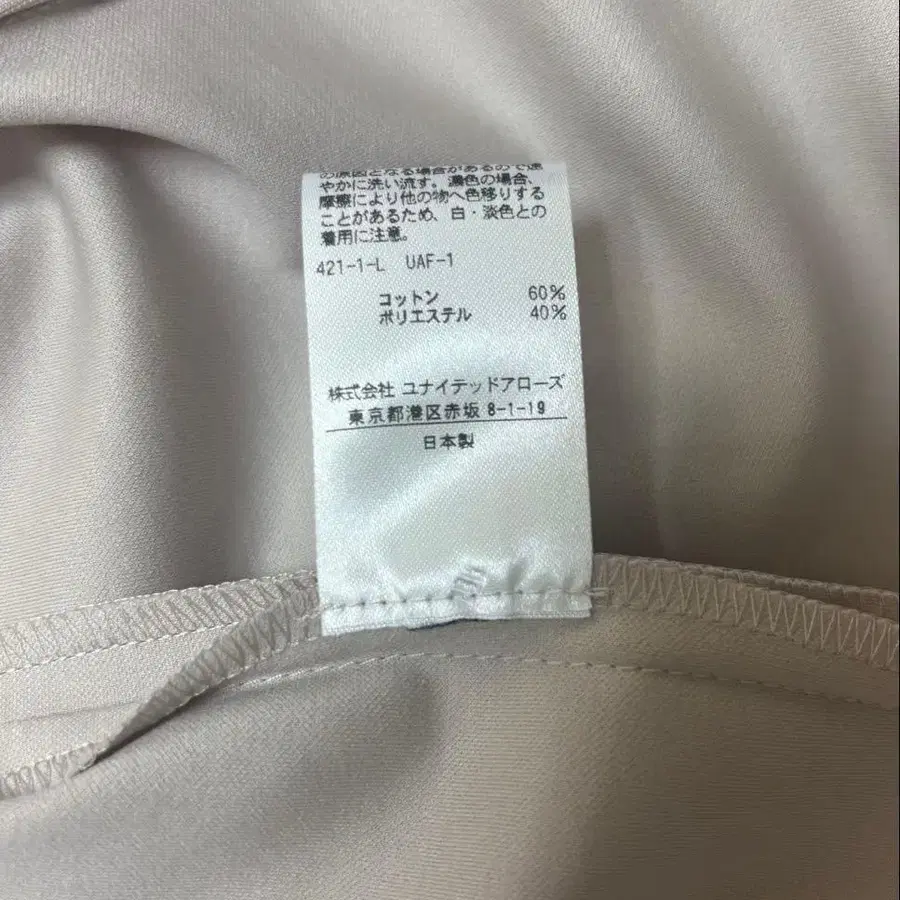 の原因となる場合があるので速
やかに洗い流す。濃色の場合、
摩擦により他の物へ色移りする
ことがあるため、白・淡色との
着用に注意。
421-1-L UAF-1
コットン 60%
ポリエステル 40%
株式会社 ユナイテッドアローズ
東京都港区赤坂 8-1-19
日本製